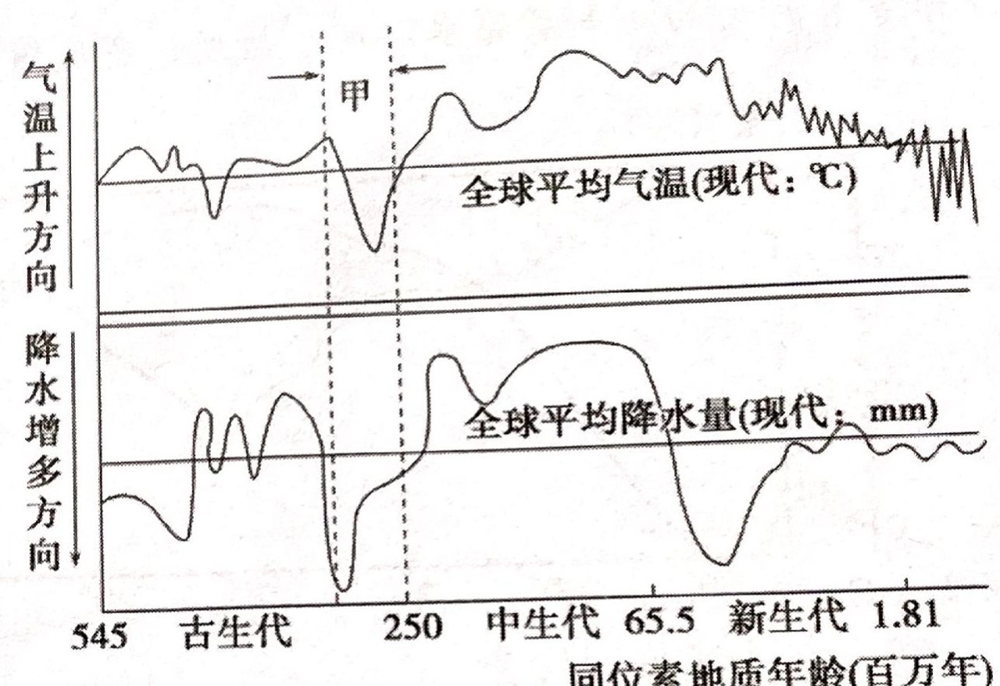 气温上升方向
甲
全球平均气温(现代：℃)
降水增多方向
全球平均降水量(现代：mm)
545 古生代 250 中生代 65.5 新生代 1.81
同位素地质年龄(百万年)